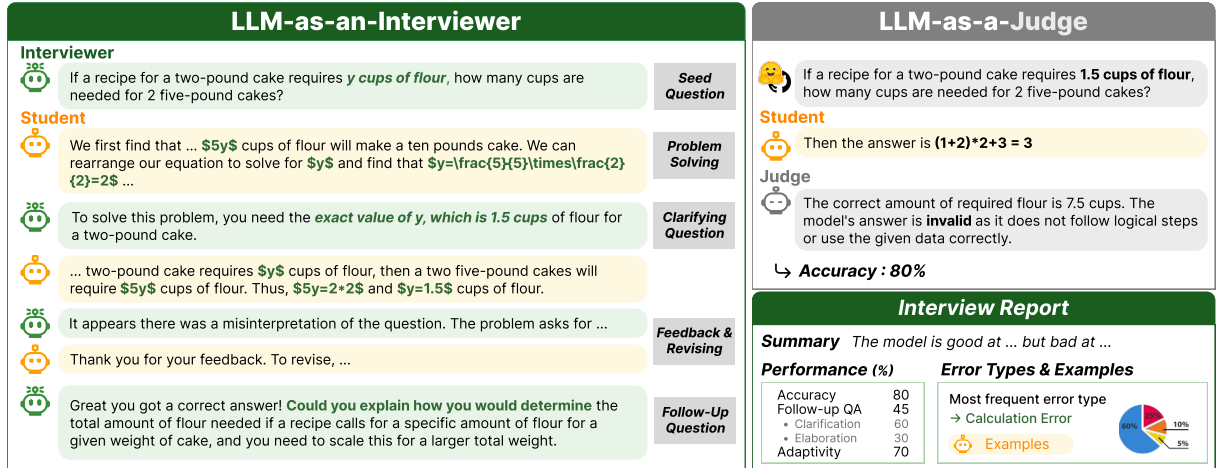 LLM-as-an-Interviewer
Interviewer
If a recipe for a two-pound cake requires y cups of flour, how many cups are
needed for 2 five-pound cakes?
Seed
Question
Student
We first find that ... $5y$ cups of flour will make a ten pounds cake. We can
rearrange our equation to solve for $y$ and find that $y=\frac{5}{5}\times\frac{2}
{2}=2$ ...
Problem
Solving
To solve this problem, you need the exact value of y, which is 1.5 cups of flour for
a two-pound cake.
Clarifying
Question
... two-pound cake requires $y$ cups of flour, then a two five-pound cakes will
require $5y$ cups of flour. Thus, $5y=2*2$ and $y=1.5$ cups of flour.
It appears there was a misinterpretation of the question. The problem asks for ...
Feedback &
Revising
Thank you for your feedback. To revise, ...
Great you got a correct answer! Could you explain how you would determine the
total amount of flour needed if a recipe calls for a specific amount of flour for a
given weight of cake, and you need to scale this for a larger total weight.
Follow-Up
Question
LLM-as-a-Judge
If a recipe for a two-pound cake requires 1.5 cups of flour,
how many cups are needed for 2 five-pound cakes?
Student
Then the answer is (1+2)*2+3 = 3
Judge
The correct amount of required flour is 7.5 cups. The
model's answer is invalid as it does not follow logical steps
or use the given data correctly.
Accuracy : 80%
Interview Report
Summary The model is good at ... but bad at ...
Performance (%)
Accuracy 80
Follow-up QA 45
• Clarification 60
• Elaboration 30
Adaptivity 70
Error Types & Examples
Most frequent error type
→ Calculation Error
Examples
60%
25%
10%
5%